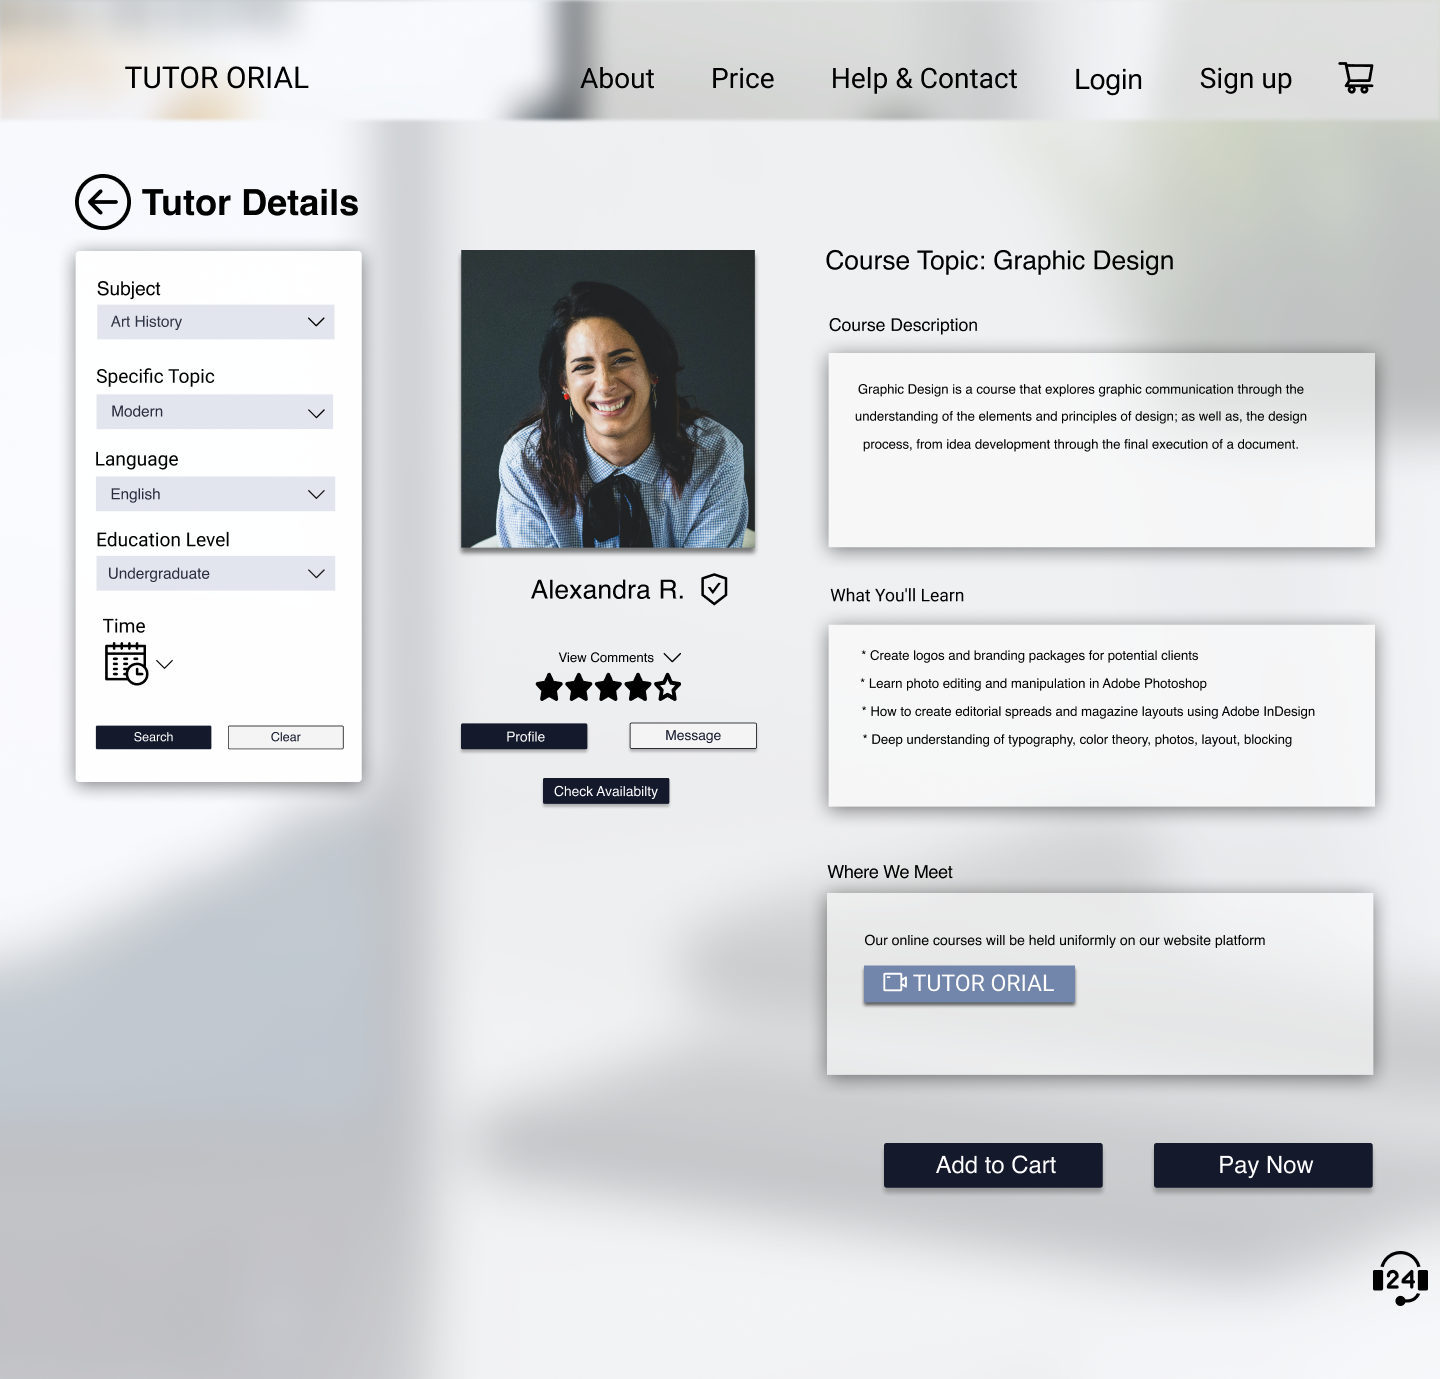 TUTOR ORIAL
About
Price
Help & Contact
Login
Sign up
Tutor Details
Subject
Art History
Specific Topic
Modern
Language
English
Education Level
Undergraduate
Time
Search
Clear
Alexandra R.
View Comments
Profile
Message
Check Availabilty
Course Topic: Graphic Design
Course Description
Graphic Design is a course that explores graphic communication through the
understanding of the elements and principles of design; as well as, the design
process, from idea development through the final execution of a document.
What You'll Learn
* Create logos and branding packages for potential clients
* Learn photo editing and manipulation in Adobe Photoshop
* How to create editorial spreads and magazine layouts using Adobe InDesign
* Deep understanding of typography, color theory, photos, layout, blocking
Where We Meet
Our online courses will be held uniformly on our website platform
TUTOR ORIAL
Add to Cart
Pay Now
24